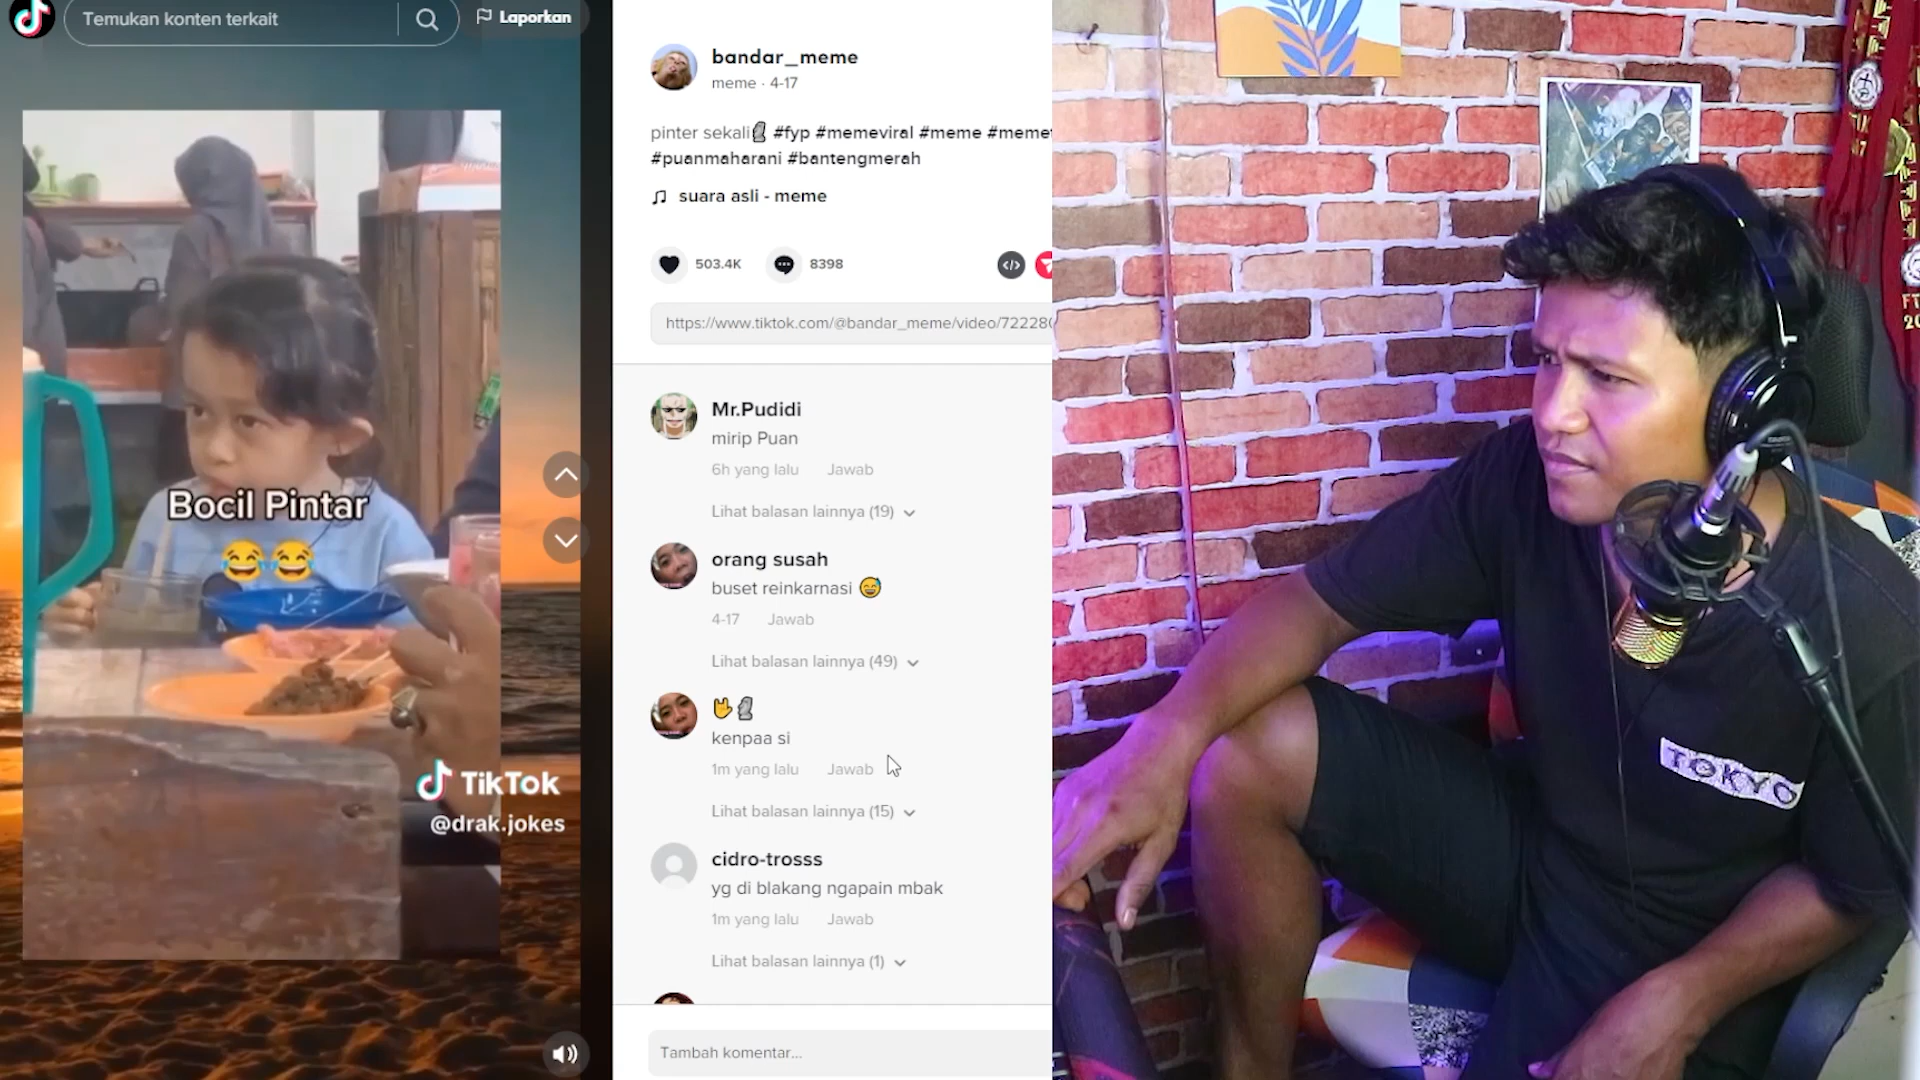 Temukan konten terkait
Laporkan
Bocil Pintar
😂😂
TikTok
@drak.jokes
bandar_meme
meme · 4-17
pinter sekali🗿 #fyp #memeviral #meme
#puanmaharani #bantengmerah
suara asli - meme
503.4K
8398
https://www.tiktok.com/@bandar_meme/video/72228
Mr.Pudidi
mirip Puan
6h yang lalu Jawab
Lihat balasan lainnya (19)
orang susah
buset reinkarnasi 😅
4-17 Jawab
Lihat balasan lainnya (49)
🤟🗿
kenpaa si
1m yang lalu Jawab
Lihat balasan lainnya (15)
cidro-trosss
yg di blakang ngapain mbak
1m yang lalu Jawab
Lihat balasan lainnya (1)
Tambah komentar...
TOKYO